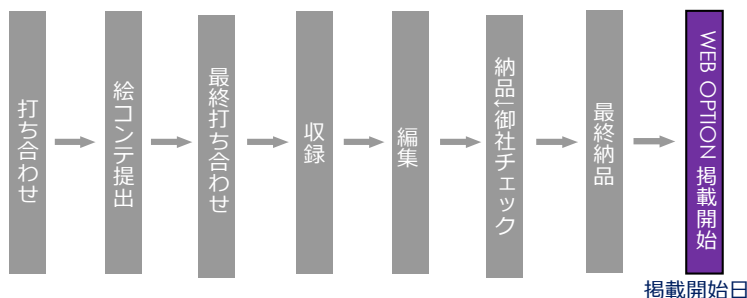 打ち合わせ
絵コンテ提出
最終打ち合わせ
収録
編集
納品↓御社チェック
最終納品
WEB OPTION 掲載開始
掲載開始日